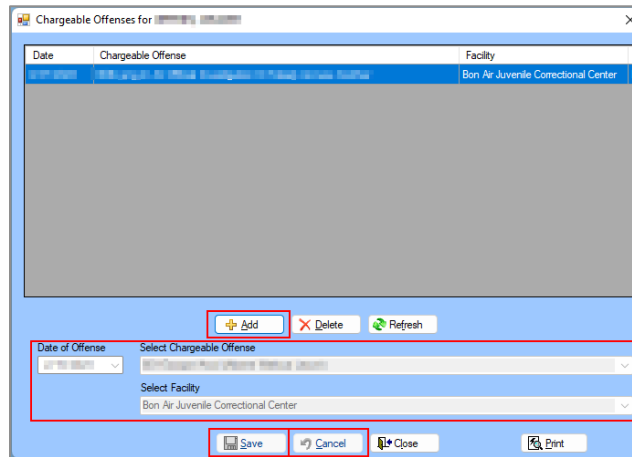 Chargeable Offenses for
Date Chargeable Offense Facility
Bon Air Juvenile Correctional Center
Add Delete Refresh
Date of Offense Select Chargeable Offense
Select Facility
Bon Air Juvenile Correctional Center
Save Cancel Close Print